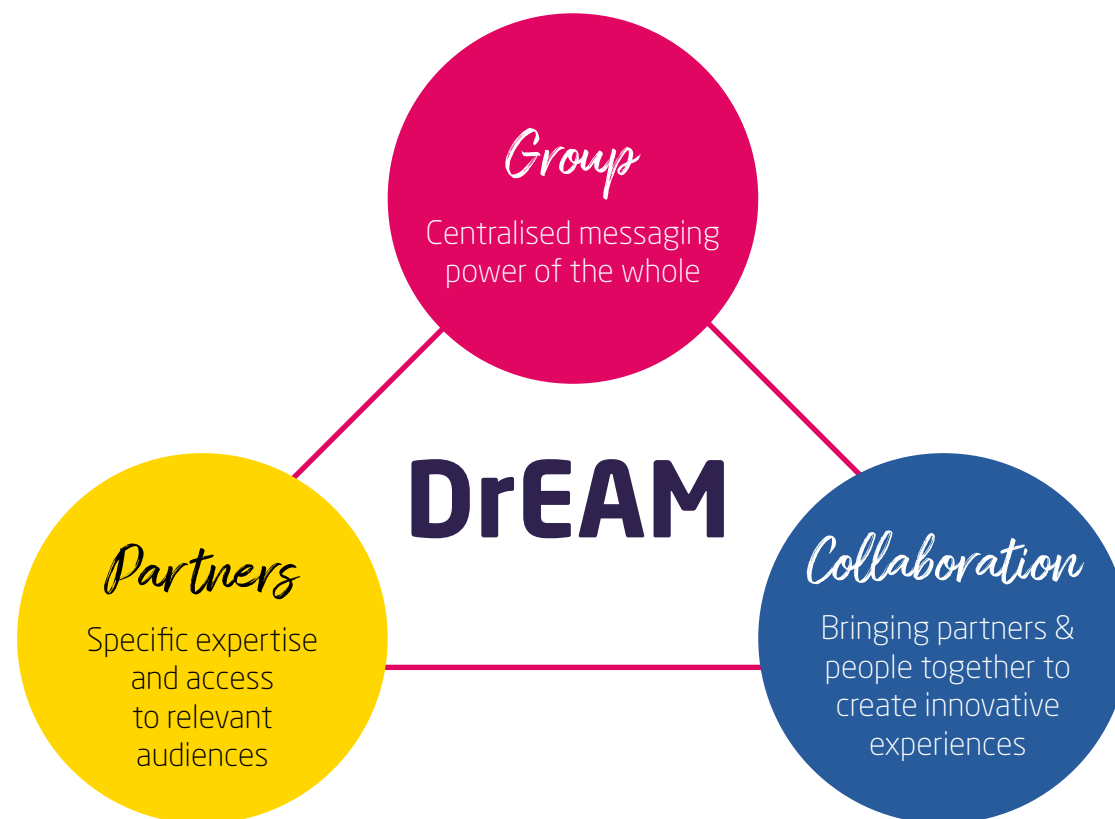 Group
Centralised messaging
power of the whole
DrEAM
Partners
Specific expertise
and access
to relevant
audiences
Collaboration
Bringing partners &
people together to
create innovative
experiences